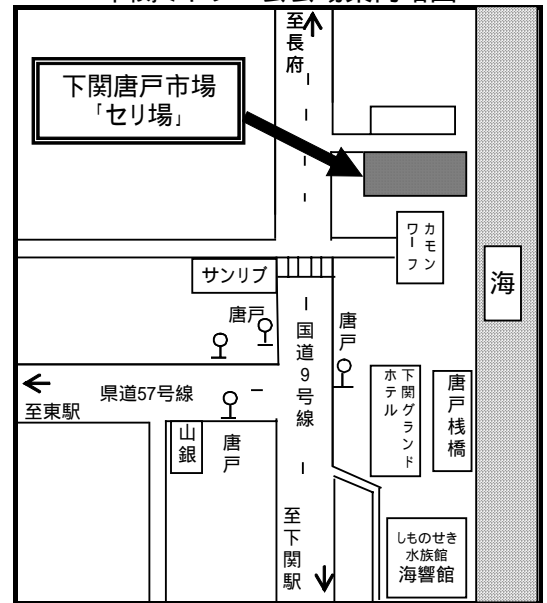 至長府
下関唐戸市場
「セリ場」
カモン
ワーフ
サンリブ
海
唐戸
唐戸
国道9号線
県道57号線
至東駅
山銀
唐戸
下関グランド
ホテル
唐戸桟橋
至下関駅
しものせき
水族館
海響館